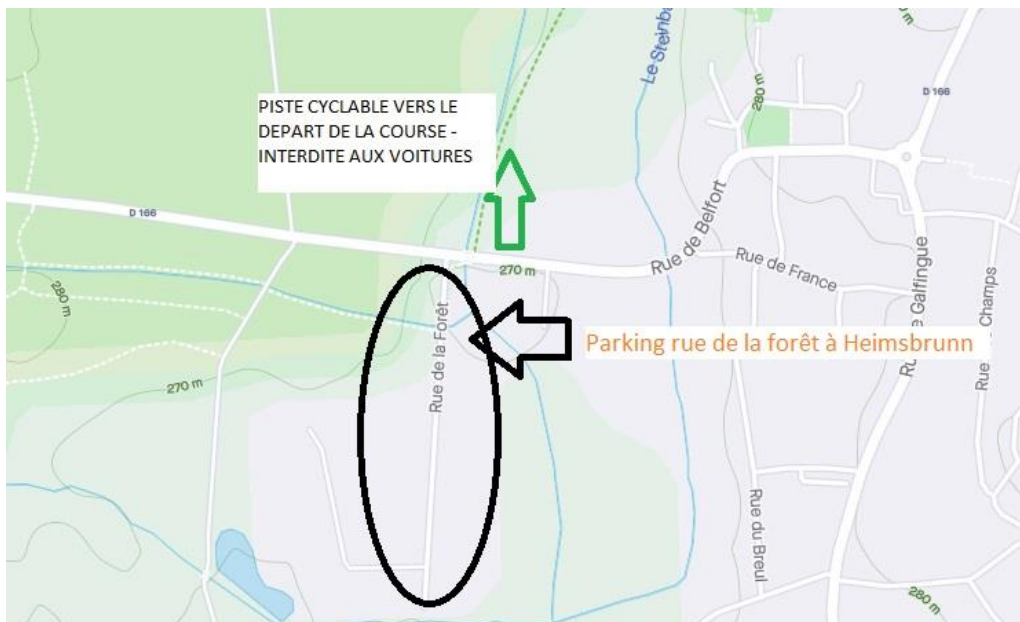 Le Steinb
280 m
D 166
PISTE CYCLABLE VERS LE
DEPART DE LA COURSE -
INTERDITE AUX VOITURES
D 166
Rue de Belfort
270 m
Rue de France
280 m
Rue de la Forêt
Parking rue de la forêt à Heimsbrunn
Galfingue
Rue
Champs
270 m
Rue du Breuil
280 m